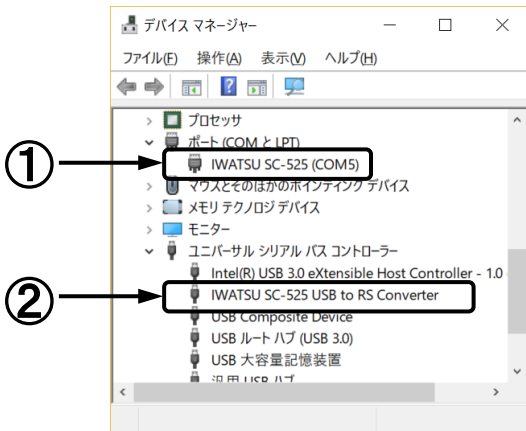 デバイス マネージャー
ファイル(F) 操作(A) 表示(V) ヘルプ(H)
プロセッサ
ポート (COM と LPT)
① IWATSU SC-525 (COM5)
マウスとそのほかのポインティング デバイス
メモリ テクノロジ デバイス
モニター
ユニバーサル シリアル バス コントローラー
Intel(R) USB 3.0 eXtensible Host Controller - 1.0
② IWATSU SC-525 USB to RS Converter
USB Composite Device
USB ルート ハブ (USB 3.0)
USB 大容量記憶装置
汎用 USB ハブ